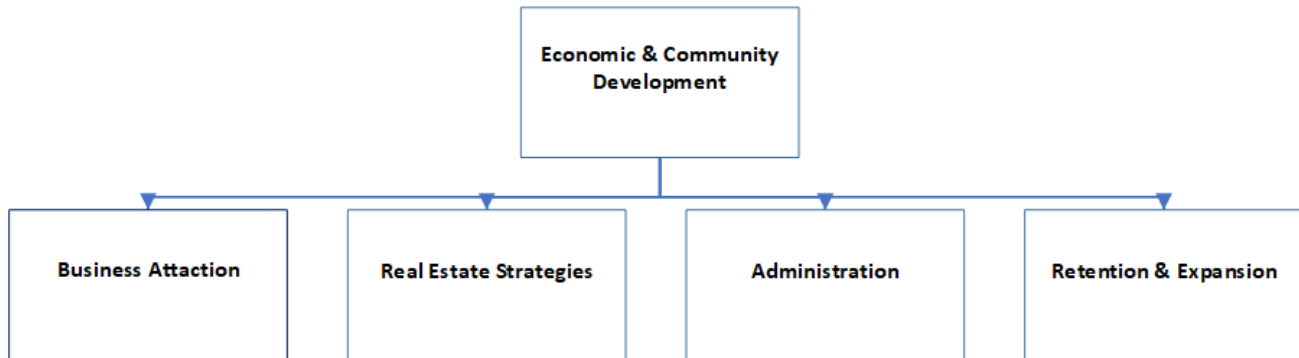 Economic & Community
Development
Business Attaction
Real Estate Strategies
Administration
Retention & Expansion